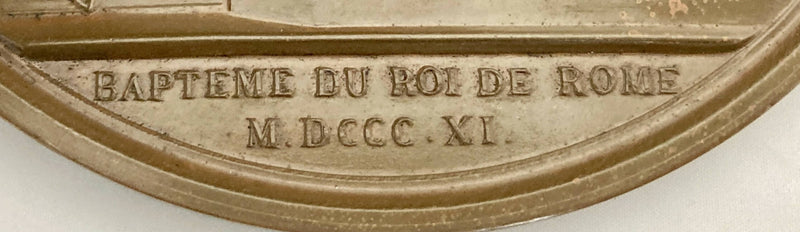 BAPTEME DU ROI DE ROME
M.DCCC.XI.